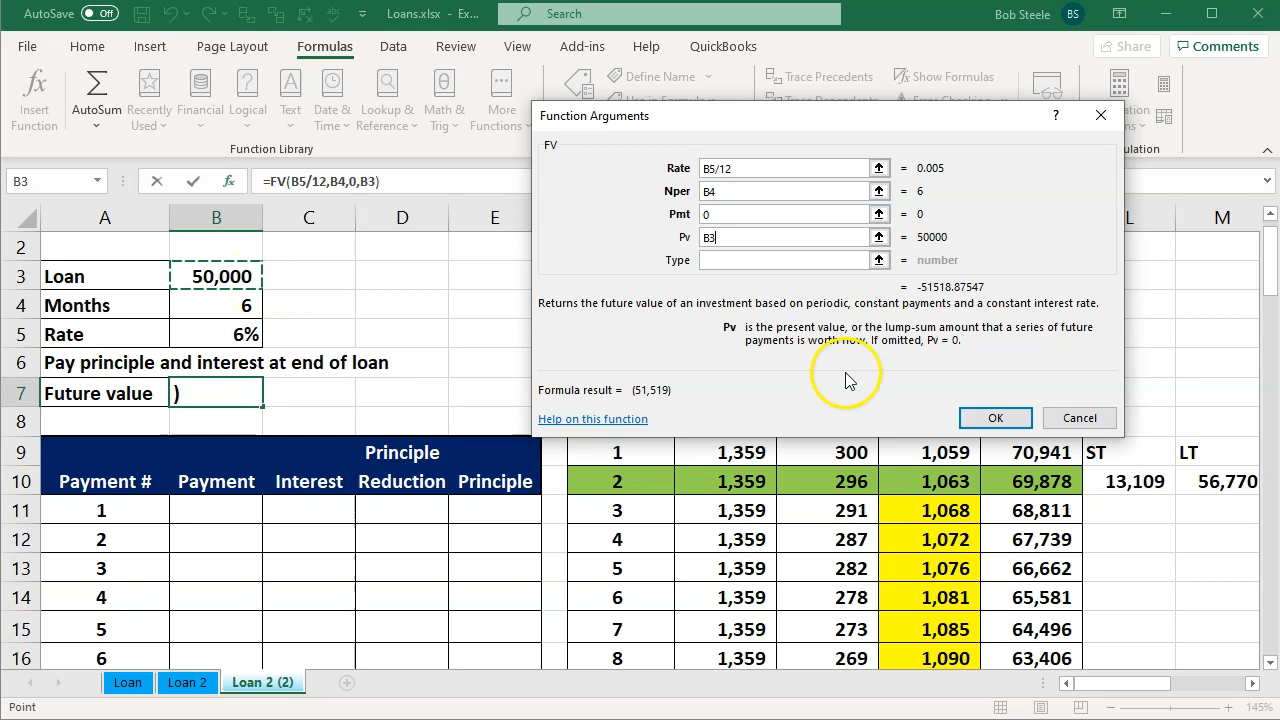 AutoSave Off Loans.xlsx - Ex... Search Bob Steele BS
File Home Insert Page Layout Formulas Data Review View Add-ins Help QuickBooks Share Comments
fx Σ ? A θ
Insert Function
AutoSum
Recently Used
Financial
Logical
Text
Date & Time
Lookup & Reference
Math & Trig
More Functions
Define Name
Trace Precedents
Show Formulas
Function Library
B3 fx =FV(B5/12,B4,0,B3)
Function Arguments ?
FV
Rate B5/12 = 0.005
Nper B4 = 6
Pmt 0 = 0
Pv B3 = 50000
Type = number
= -51518.87547
Returns the future value of an investment based on periodic, constant payments and a constant interest rate.
Pv is the present value, or the lump-sum amount that a series of future
payments is worth now. If omitted, Pv = 0.
Formula result = (51,519)
Help on this function OK Cancel
A B C D E L M
2
3 Loan 50,000
4 Months 6
5 Rate 6%
6 Pay principle and interest at end of loan
7 Future value )
8
9 Principle 1 1,359 300 1,059 70,941 ST LT
10 Payment # Payment Interest Reduction Principle 2 1,359 296 1,063 69,878 13,109 56,770
11 1 3 1,359 291 1,068 68,811
12 2 4 1,359 287 1,072 67,739
13 3 5 1,359 282 1,076 66,662
14 4 6 1,359 278 1,081 65,581
15 5 7 1,359 273 1,085 64,496
16 6 8 1,359 269 1,090 63,406
Loan Loan 2 Loan 2 (2)
Point 145%